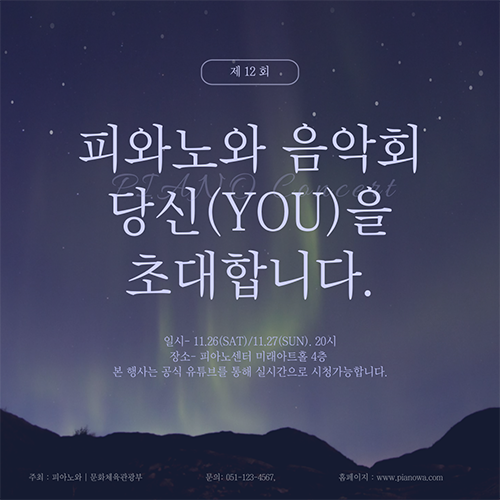 제 12 회
피와노와 음악회
PIANO Concert
당신(YOU)을
초대합니다.
일시- 11.26(SAT)/11.27(SUN), 20시
장소- 피아노센터 미래아트홀 4층
본 행사는 공식 유튜브를 통해 실시간으로 시청가능합니다.
주최 : 피아노와 | 문화체육관광부
문의: 051-123-4567,
홈페이지 : www.pianowa.com